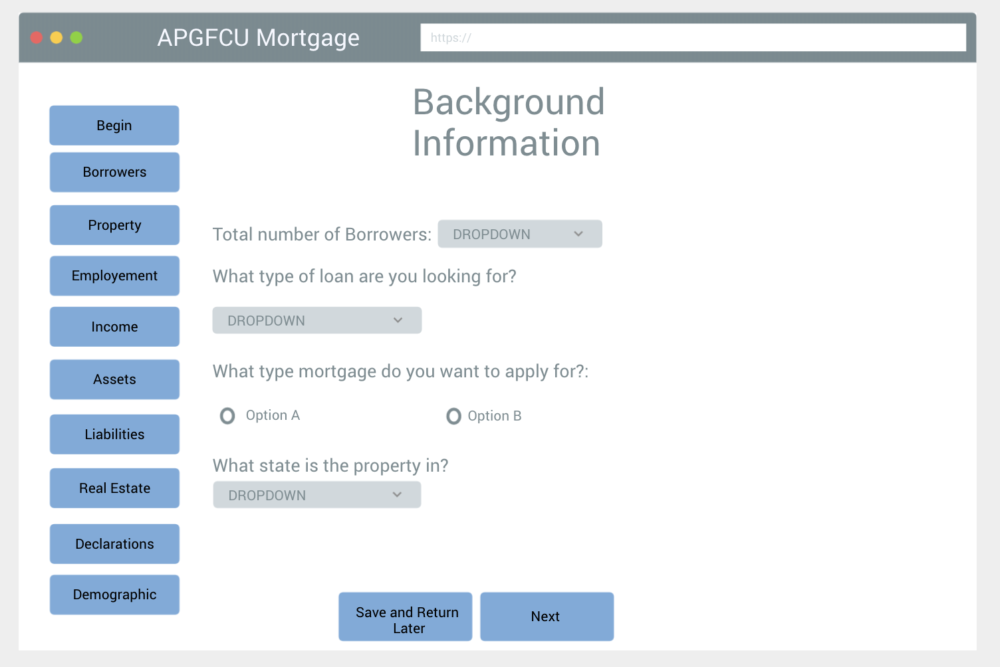 APGFCU Mortgage
https://
Background
Information
Begin
Borrowers
Property
Employement
Income
Assets
Liabilities
Real Estate
Declarations
Demographic
Total number of Borrowers: DROPDOWN
What type of loan are you looking for?
DROPDOWN
What type mortgage do you want to apply for?:
Option A
Option B
What state is the property in?
DROPDOWN
Save and Return
Later
Next